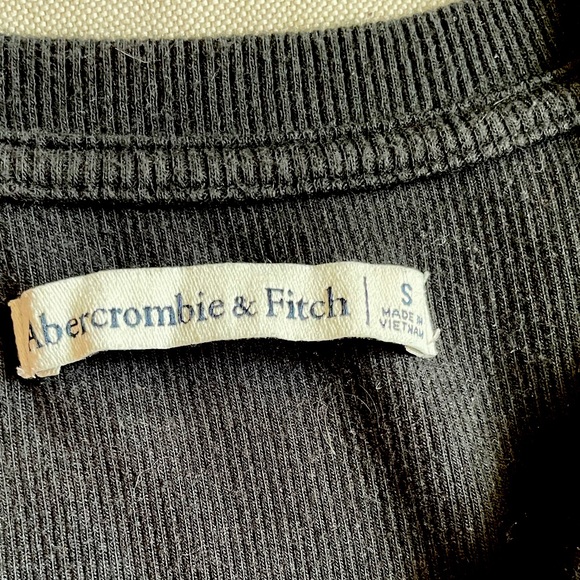 Abercrombie & Fitch | S
MADE IN
VIETNAM